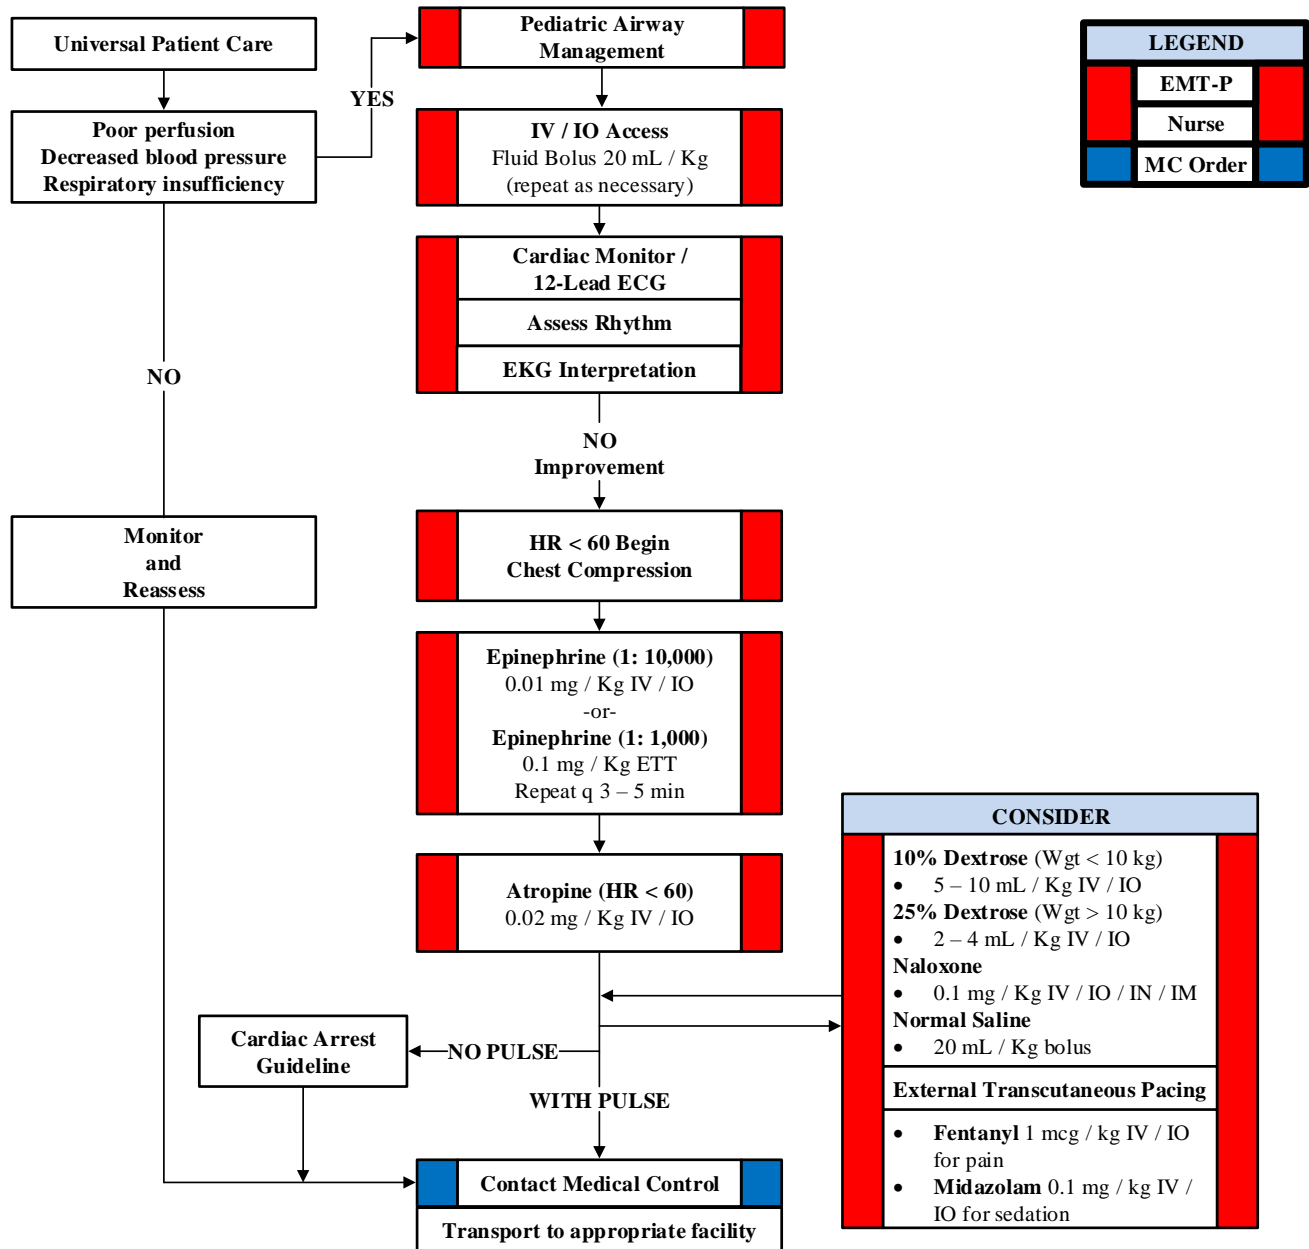 Universal Patient Care
Poor perfusion
Decreased blood pressure
Respiratory insufficiency
YES
NO
Monitor
and
Reassess
Pediatric Airway
Management
IV / IO Access
Fluid Bolus 20 mL / Kg
(repeat as necessary)
Cardiac Monitor /
12-Lead ECG
Assess Rhythm
EKG Interpretation
NO
Improvement
HR < 60 Begin
Chest Compression
Epinephrine (1: 10,000)
0.01 mg / Kg IV / IO
-or-
Epinephrine (1: 1,000)
0.1 mg / Kg ETT
Repeat q 3 – 5 min
Atropine (HR < 60)
0.02 mg / Kg IV / IO
NO PULSE
Cardiac Arrest
Guideline
WITH PULSE
Contact Medical Control
Transport to appropriate facility
LEGEND
EMT-P
Nurse
MC Order
CONSIDER
10% Dextrose (Wgt < 10 kg)
• 5 – 10 mL / Kg IV / IO
25% Dextrose (Wgt > 10 kg)
• 2 – 4 mL / Kg IV / IO
Naloxone
• 0.1 mg / Kg IV / IO / IN / IM
Normal Saline
• 20 mL / Kg bolus
External Transcutaneous Pacing
• Fentanyl 1 mcg / kg IV / IO
for pain
• Midazolam 0.1 mg / kg IV /
IO for sedation